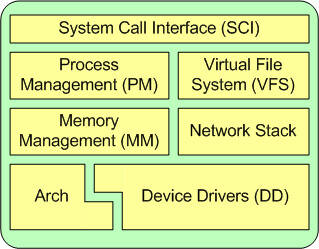 System Call Interface (SCI)
Process
Management (PM)
Virtual File
System (VFS)
Memory
Management (MM)
Network Stack
Arch
Device Drivers (DD)